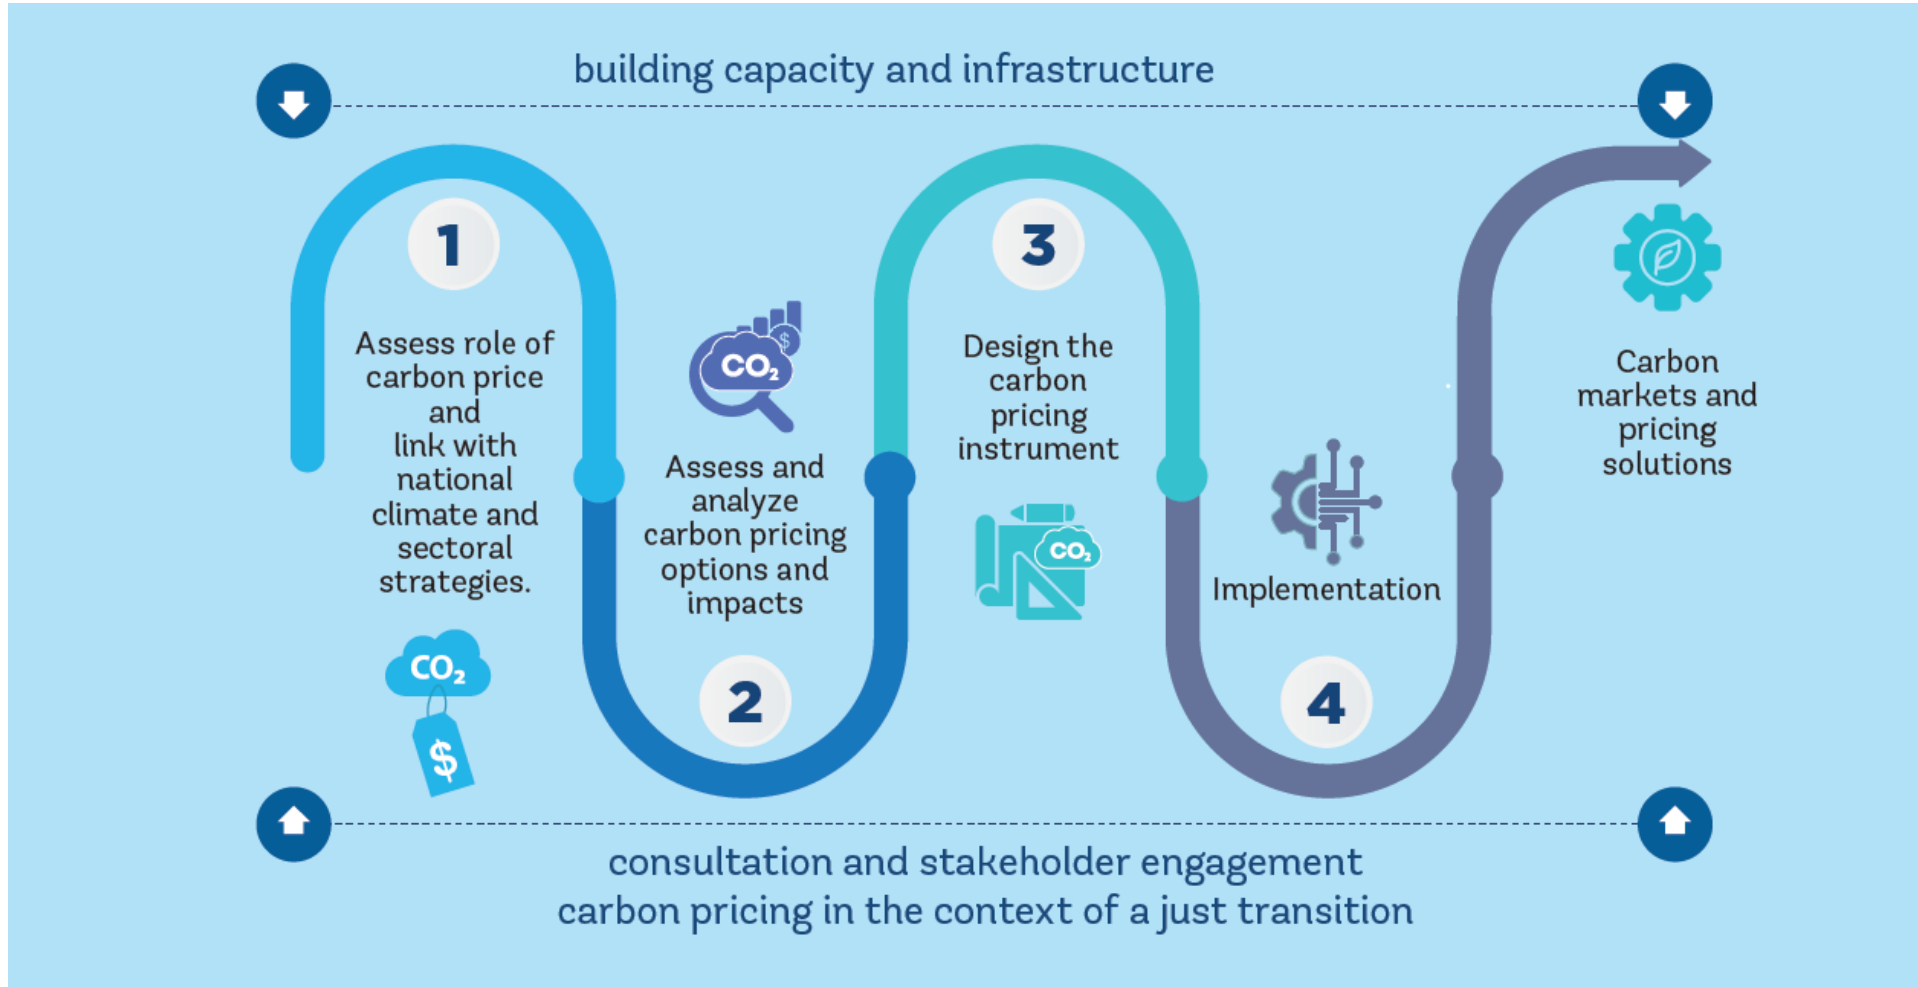 building capacity and infrastructure
1
Assess role of
carbon price
and
link with
national
climate and
sectoral
strategies.
CO₂
$
$
CO₂
Assess and
analyze
carbon pricing
options and
impacts
2
3
Design the
carbon
pricing
instrument
CO₂
Implementation
4
Carbon
markets and
pricing
solutions
consultation and stakeholder engagement
carbon pricing in the context of a just transition